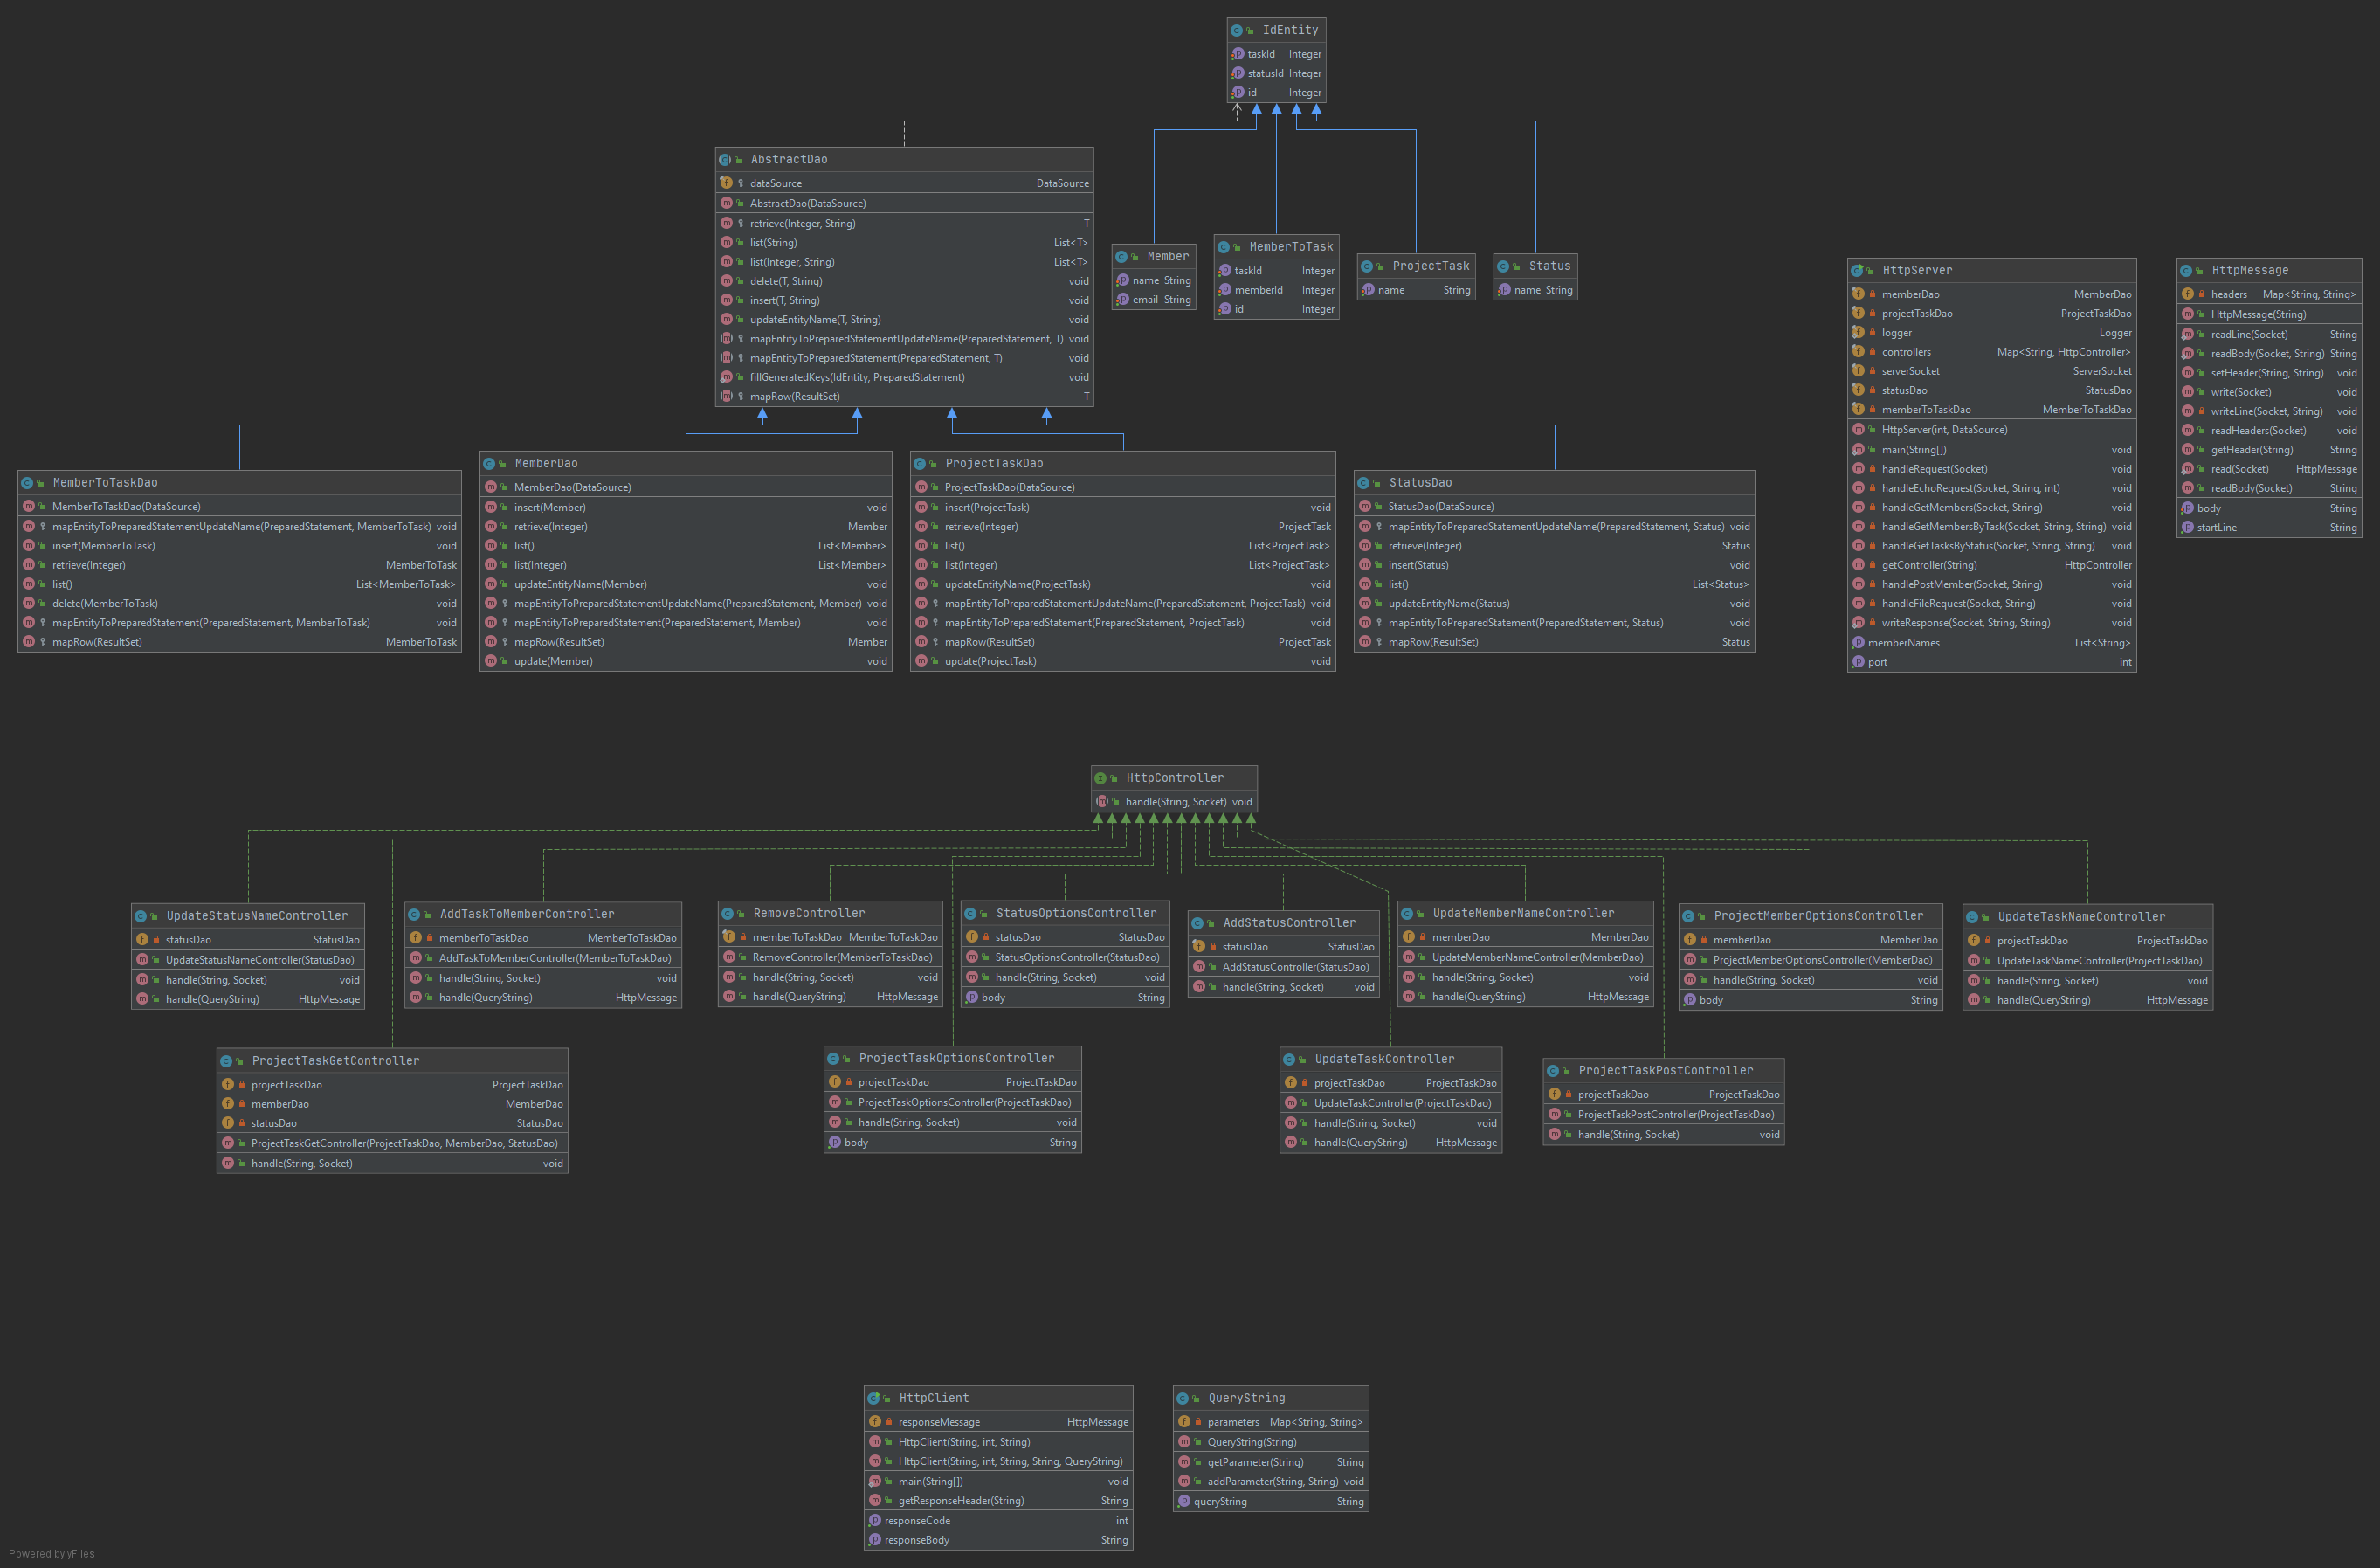 IdEntity
taskId Integer
statusId Integer
id Integer
AbstractDao
dataSource DataSource
AbstractDao(DataSource)
retrieve(Integer, String) T
list(String) List<T>
list(Integer, String) List<T>
delete(T, String) void
insert(T, String) void
updateEntityName(T, String) void
mapEntityToPreparedStatementUpdateName(PreparedStatement, T) void
mapEntityToPreparedStatement(PreparedStatement, T) void
fillGeneratedKeys(IdEntity, PreparedStatement) void
mapRow(ResultSet) T
Member
name String
email String
MemberToTask
taskId Integer
memberId Integer
id Integer
ProjectTask
name String
Status
name String
HttpServer
memberDao MemberDao
projectTaskDao ProjectTaskDao
logger Logger
controllers Map<String, HttpController>
serverSocket ServerSocket
statusDao StatusDao
memberToTaskDao MemberToTaskDao
HttpServer(int, DataSource)
main(String[]) void
handleRequest(Socket) void
handleEchoRequest(Socket, String, int) void
handleGetMembers(Socket, String) void
handleGetMembersByTask(Socket, String, String) void
handleGetTasksByStatus(Socket, String, String) void
getController(String) HttpController
handlePostMember(Socket, String) void
handleFileRequest(Socket, String) void
writeResponse(Socket, String, String) void
memberNames List<String>
port int
HttpMessage
headers Map<String, String>
HttpMessage(String)
readLine(Socket) String
readBody(Socket, String) String
setHeader(String, String) void
write(Socket) void
writeLine(Socket, String) void
readHeaders(Socket) void
getHeader(String) String
read(Socket) HttpMessage
readBody(Socket) String
body String
startLine String
MemberToTaskDao
MemberToTaskDao(DataSource)
mapEntityToPreparedStatementUpdateName(PreparedStatement, MemberToTask) void
insert(MemberToTask) void
retrieve(Integer) MemberToTask
list() List<MemberToTask>
delete(MemberToTask) void
mapEntityToPreparedStatement(PreparedStatement, MemberToTask) void
mapRow(ResultSet) MemberToTask
MemberDao
MemberDao(DataSource)
insert(Member) void
retrieve(Integer) Member
list() List<Member>
list(Integer) List<Member>
updateEntityName(Member) void
mapEntityToPreparedStatementUpdateName(PreparedStatement, Member) void
mapEntityToPreparedStatement(PreparedStatement, Member) void
mapRow(ResultSet) Member
update(Member) void
ProjectTaskDao
ProjectTaskDao(DataSource)
insert(ProjectTask) void
retrieve(Integer) ProjectTask
list() List<ProjectTask>
list(Integer) List<ProjectTask>
updateEntityName(ProjectTask) void
mapEntityToPreparedStatementUpdateName(PreparedStatement, ProjectTask) void
mapEntityToPreparedStatement(PreparedStatement, ProjectTask) void
mapRow(ResultSet) ProjectTask
update(ProjectTask) void
StatusDao
StatusDao(DataSource)
mapEntityToPreparedStatementUpdateName(PreparedStatement, Status) void
retrieve(Integer) Status
insert(Status) void
list() List<Status>
updateEntityName(Status) void
mapEntityToPreparedStatement(PreparedStatement, Status) void
mapRow(ResultSet) Status
HttpController
handle(String, Socket) void
UpdateStatusNameController
statusDao StatusDao
UpdateStatusNameController(StatusDao)
handle(String, Socket) void
handle(QueryString) HttpMessage
AddTaskToMemberController
memberToTaskDao MemberToTaskDao
AddTaskToMemberController(MemberToTaskDao)
handle(String, Socket) void
handle(QueryString) HttpMessage
RemoveController
memberToTaskDao MemberToTaskDao
RemoveController(MemberToTaskDao)
handle(String, Socket) void
handle(QueryString) HttpMessage
StatusOptionsController
statusDao StatusDao
StatusOptionsController(StatusDao)
handle(String, Socket) void
body String
AddStatusController
statusDao StatusDao
AddStatusController(StatusDao)
handle(String, Socket) void
UpdateMemberNameController
memberDao MemberDao
UpdateMemberNameController(MemberDao)
handle(String, Socket) void
handle(QueryString) HttpMessage
ProjectMemberOptionsController
memberDao MemberDao
ProjectMemberOptionsController(MemberDao)
handle(String, Socket) void
body String
UpdateTaskNameController
projectTaskDao ProjectTaskDao
UpdateTaskNameController(ProjectTaskDao)
handle(String, Socket) void
handle(QueryString) HttpMessage
ProjectTaskGetController
projectTaskDao ProjectTaskDao
memberDao MemberDao
statusDao StatusDao
ProjectTaskGetController(ProjectTaskDao, MemberDao, StatusDao)
handle(String, Socket) void
ProjectTaskOptionsController
projectTaskDao ProjectTaskDao
ProjectTaskOptionsController(ProjectTaskDao)
handle(String, Socket) void
body String
UpdateTaskController
projectTaskDao ProjectTaskDao
UpdateTaskController(ProjectTaskDao)
handle(String, Socket) void
handle(QueryString) HttpMessage
ProjectTaskPostController
projectTaskDao ProjectTaskDao
ProjectTaskPostController(ProjectTaskDao)
handle(String, Socket) void
HttpClient
responseMessage HttpMessage
HttpClient(String, int, String)
HttpClient(String, int, String, String, QueryString)
main(String[]) void
getResponseHeader(String) String
responseCode int
responseBody String
QueryString
parameters Map<String, String>
QueryString(String)
getParameter(String) String
addParameter(String, String) void
queryString String
Powered by yFiles